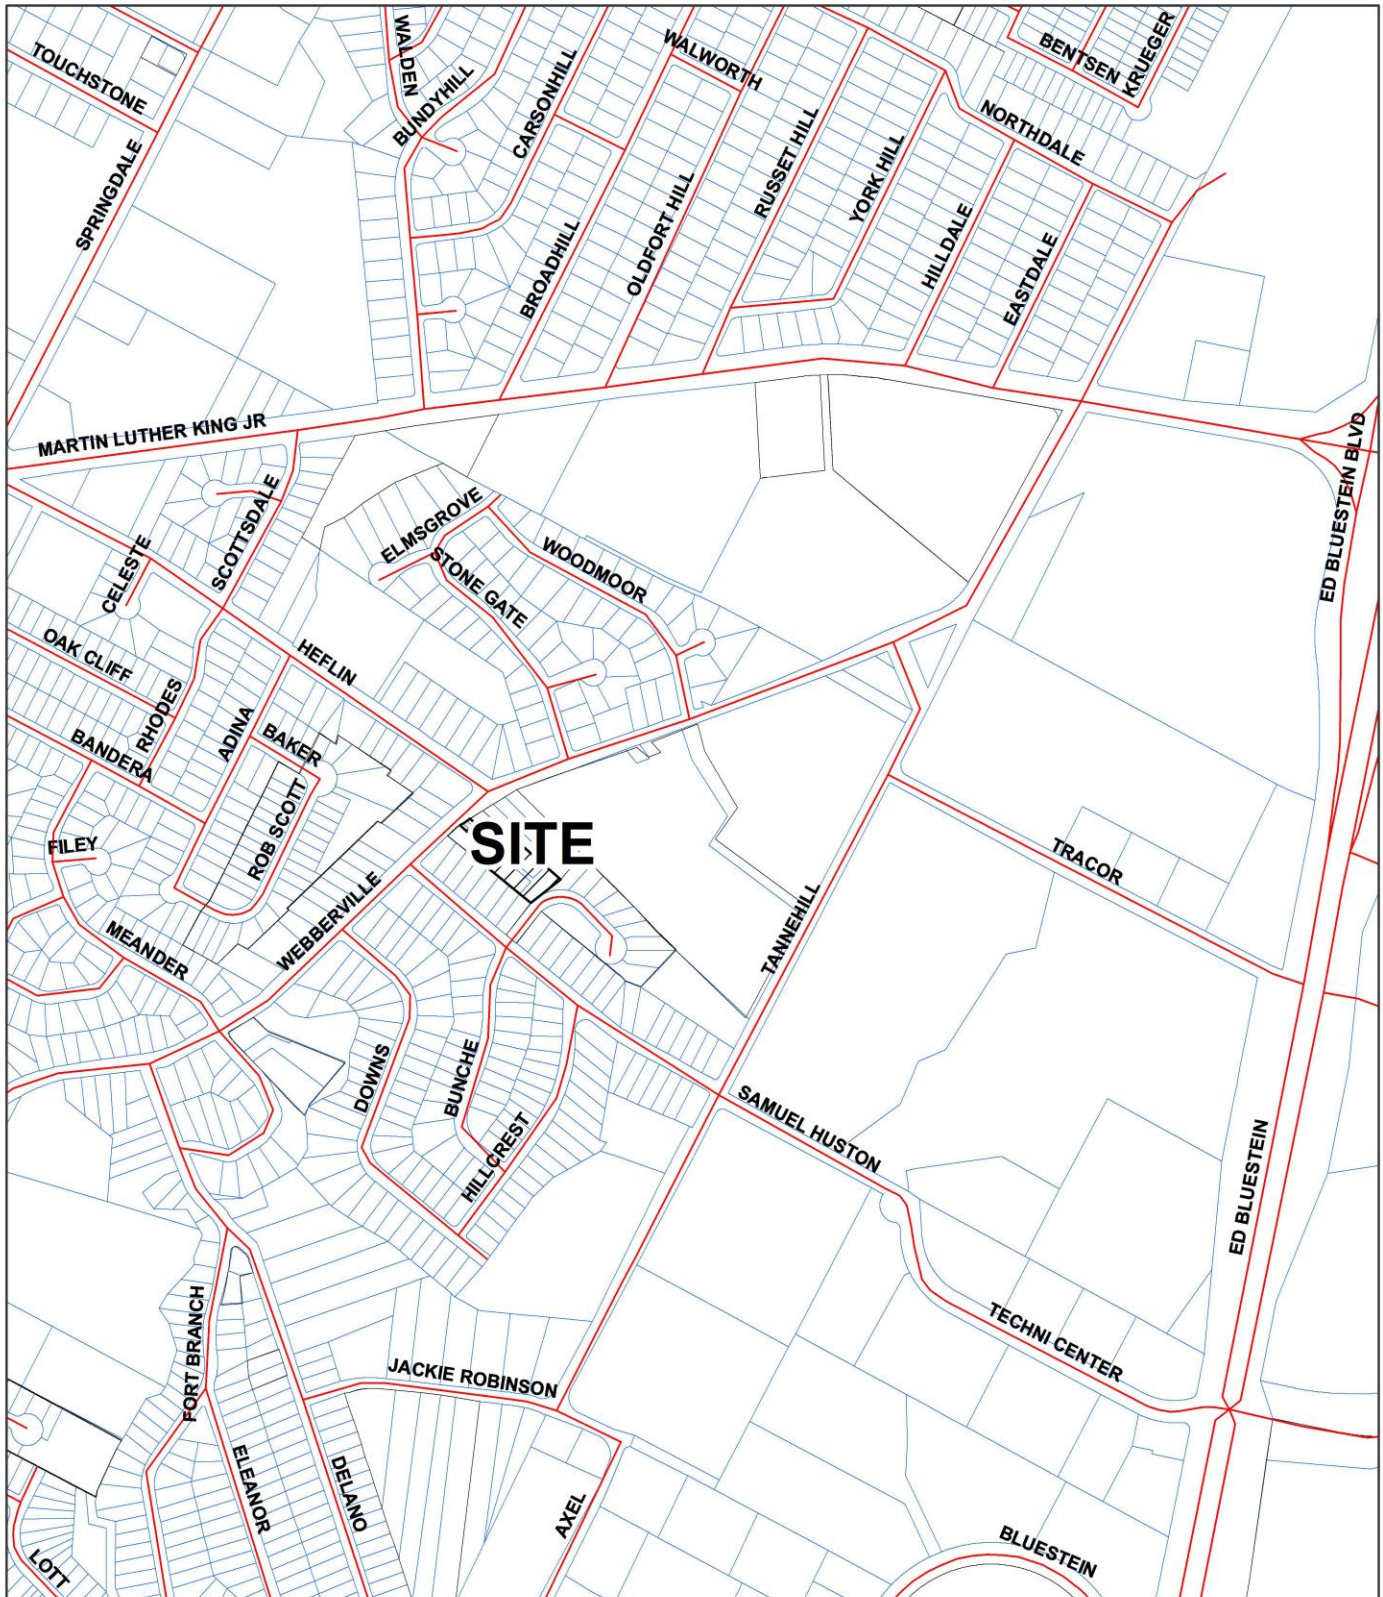 WALDEN
TOUCHSTONE
BUNDYHILL
CARSONHILL
WALWORTH
BENTSEN
KRUEGER
NORTHDALE
SPRINGDALE
RUSSET HILL
YORK HILL
OLDFORT HILL
BROADHILL
HILLDALE
EASTDALE
MARTIN LUTHER KING JR
ED BLUESTEIN BLVD
SCOTTSDALE
ELMSGROVE
WOODMOOR
STONE GATE
CELESTE
OAK CLIFF
HEFLIN
RHODES
ADINA
BAKER
BANDERA
ROB SCOTT
FILEY
SITE
TRACOR
WEBBERVILLE
MEANDER
TANNEHILL
DOWNS
BUNCHE
HILLCREST
SAMUEL HUSTON
ED BLUESTEIN
TECHNI CENTER
FORT BRANCH
JACKIE ROBINSON
ELEANOR
DELANO
AXEL
BLUESTEIN
LOTT